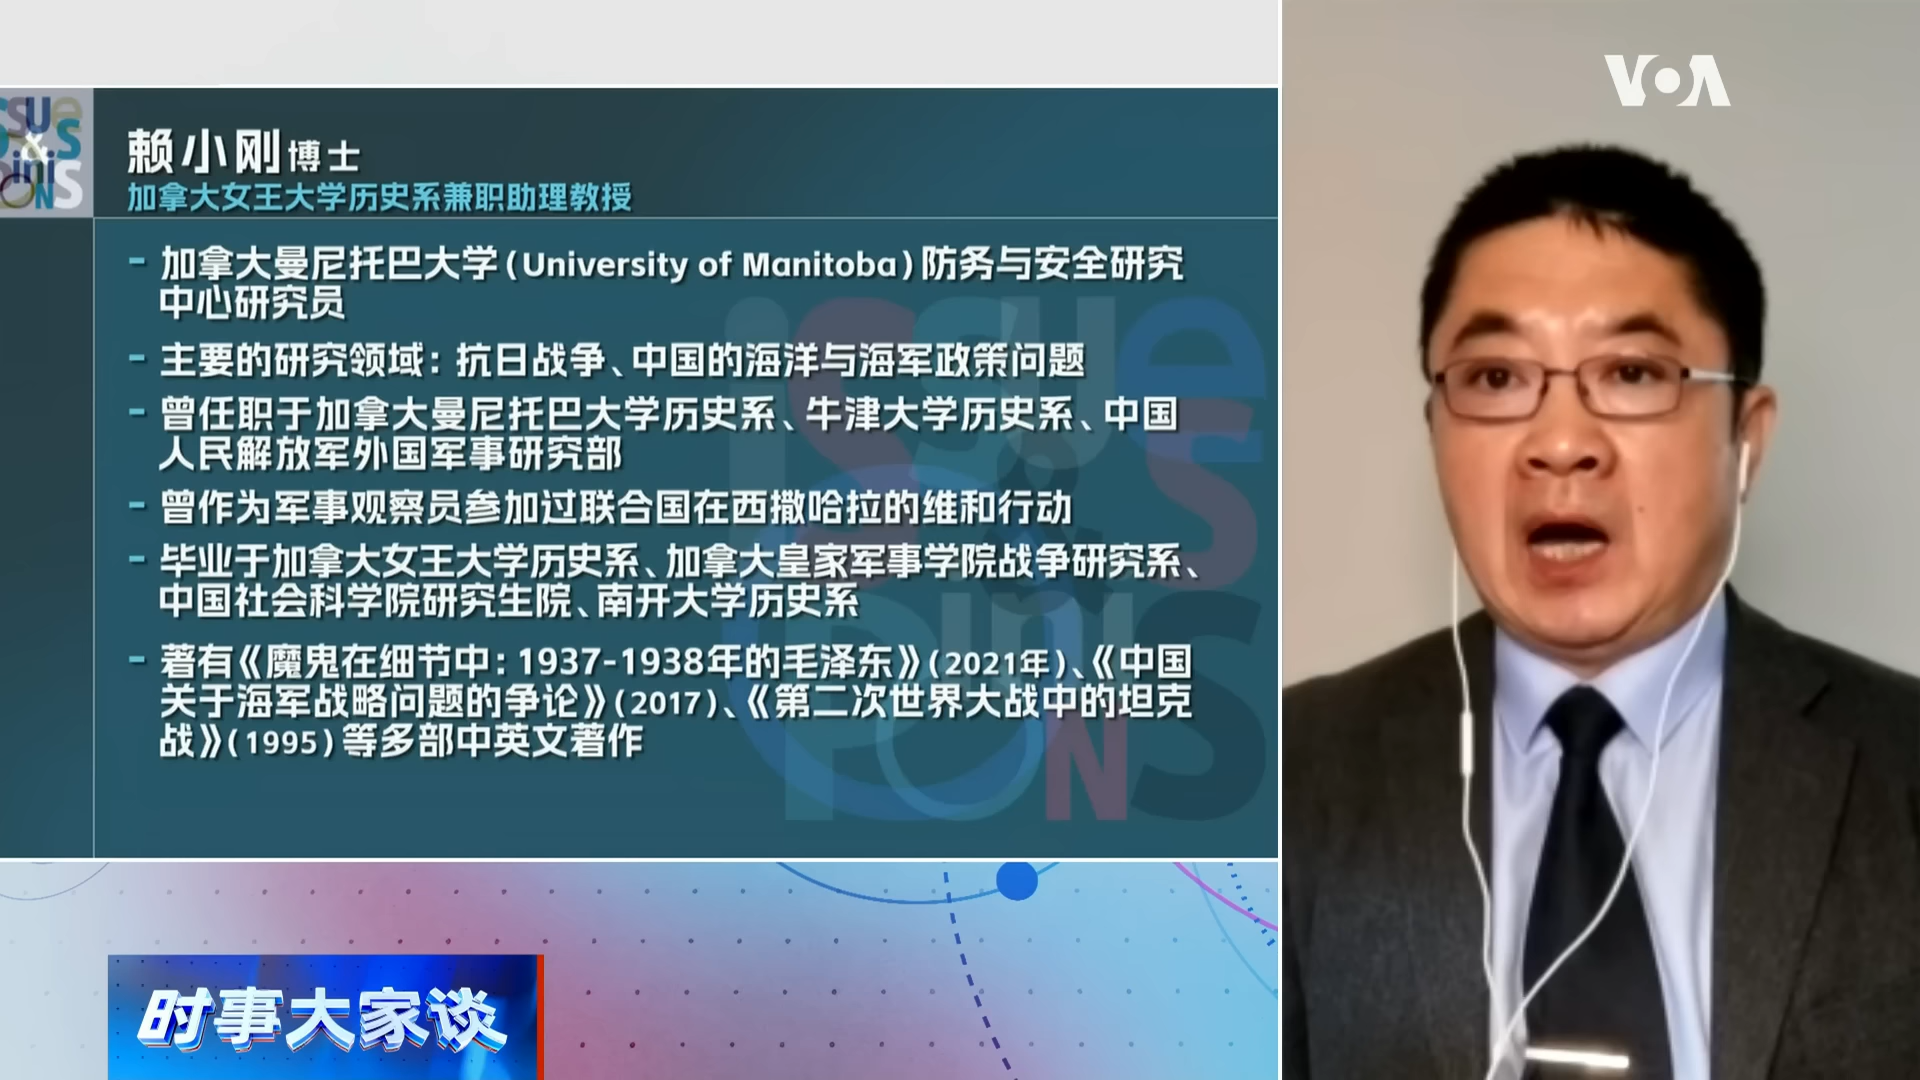 VOA
issue
&
Opini
ONS
赖小刚博士
加拿大女王大学历史系兼职助理教授
- 加拿大曼尼托巴大学(University of Manitoba)防务与安全研究
中心研究员
- 主要的研究领域：抗日战争、中国的海洋与海军政策问题
- 曾任职于加拿大曼尼托巴大学历史系、牛津大学历史系、中国
人民解放军外国军事研究部
- 曾作为军事观察员参加过联合国在西撒哈拉的维和行动
- 毕业于加拿大女王大学历史系、加拿大皇家军事学院战争研究系、
中国社会科学院研究生院、南开大学历史系
- 著有《魔鬼在细节中：1937-1938年的毛泽东》(2021年)、《中国
关于海军战略问题的争论》(2017)、《第二次世界大战中的坦克
战》(1995)等多部中英文著作
时事大家谈